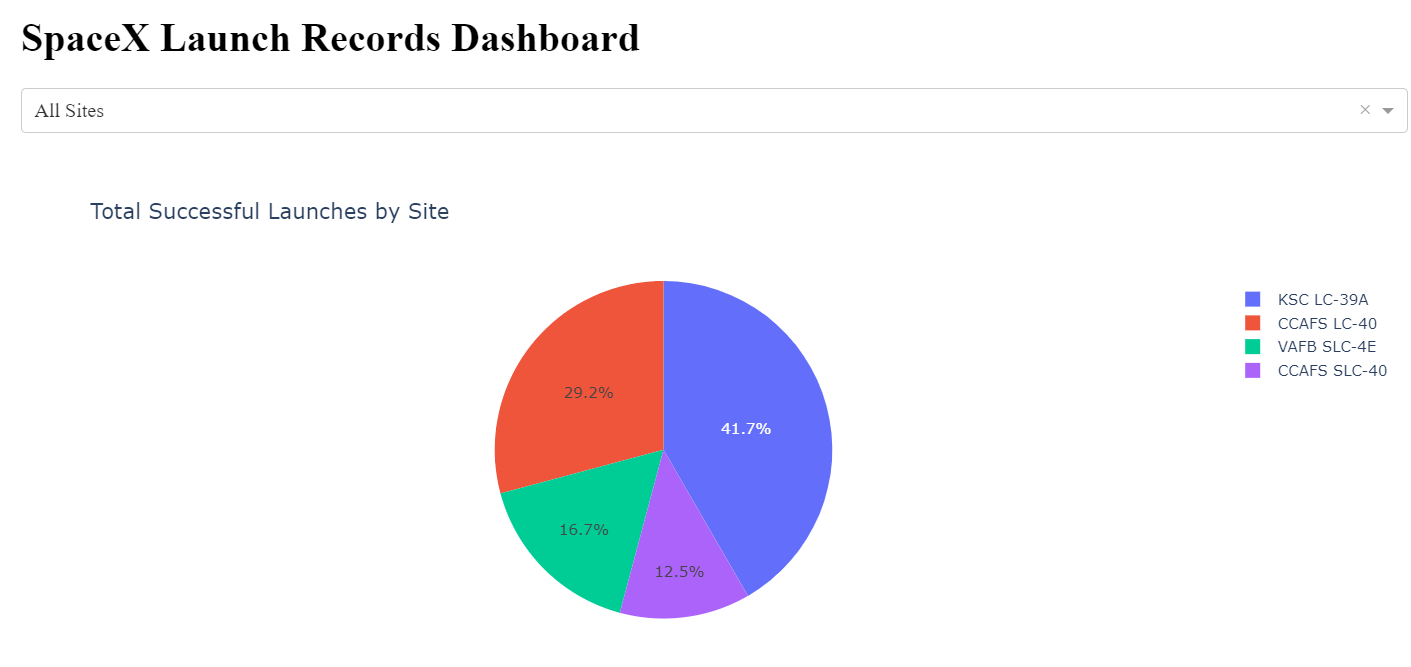 SpaceX Launch Records Dashboard
All Sites
Total Successful Launches by Site
KSC LC-39A
CCAFS LC-40
VAFB SLC-4E
CCAFS SLC-40
29.2%
41.7%
16.7%
12.5%